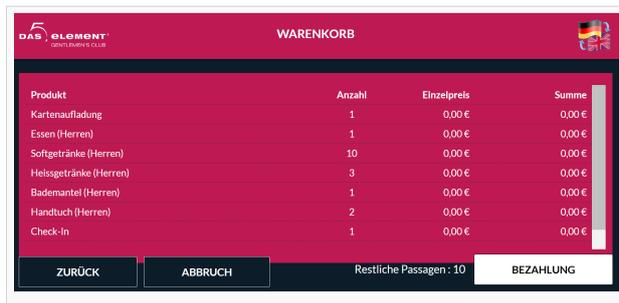 DAS 5. eLement
GENTLEMEN'S CLUB
WARENKORB
Produkt Anzahl Einzelpreis Summe
Kartenaufladung 1 0,00 € 0,00 €
Essen (Herren) 1 0,00 € 0,00 €
Softgetränke (Herren) 10 0,00 € 0,00 €
Heissgetränke (Herren) 3 0,00 € 0,00 €
Bademantel (Herren) 1 0,00 € 0,00 €
Handtuch (Herren) 2 0,00 € 0,00 €
Check-In 1 0,00 € 0,00 €
ZURÜCK ABBRUCH Restliche Passagen : 10 BEZAHLUNG